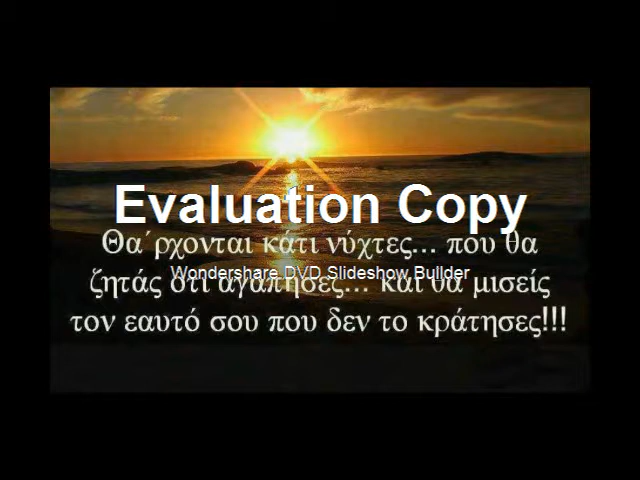 Evaluation Copy
Θα΄ρχονται κάτι νύχτες... που θα
Wondershare DVD Slideshow Builder
ζητάς ότι αγάπησες... και θα μισείς
τον εαυτό σου που δεν το κράτησες!!!